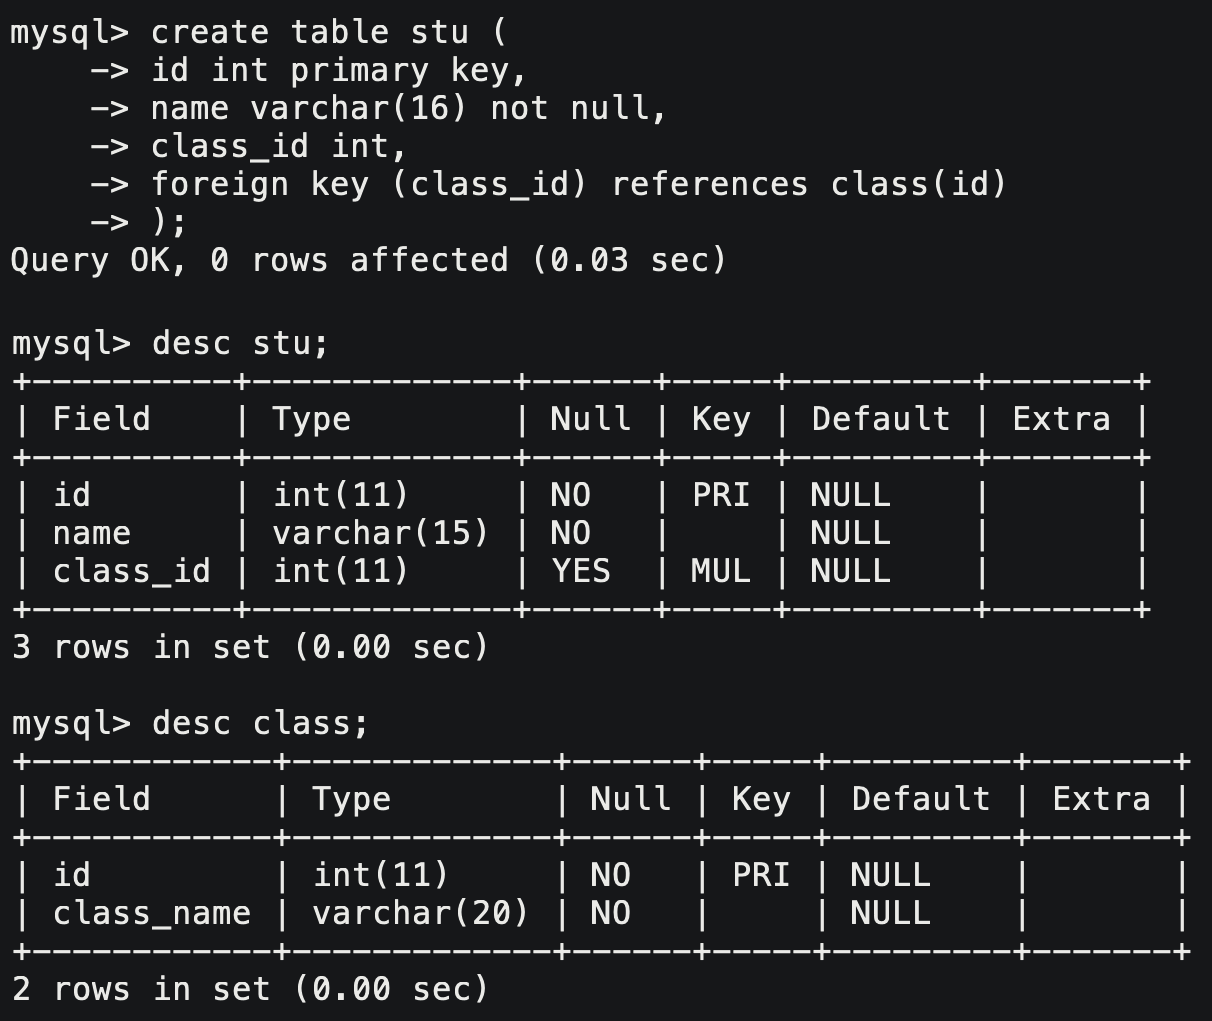 mysql> create table stu (
    -> id int primary key,
    -> name varchar(16) not null,
    -> class_id int,
    -> foreign key (class_id) references class(id)
    -> );
Query OK, 0 rows affected (0.03 sec)

mysql> desc stu;
+----------+-------------+------+-----+---------+-------+
| Field    | Type        | Null | Key | Default | Extra |
+----------+-------------+------+-----+---------+-------+
| id       | int(11)     | NO   | PRI | NULL    |       |
| name     | varchar(15) | NO   |     | NULL    |       |
| class_id | int(11)     | YES  | MUL | NULL    |       |
+----------+-------------+------+-----+---------+-------+
3 rows in set (0.00 sec)

mysql> desc class;
+------------+-------------+------+-----+---------+-------+
| Field      | Type        | Null | Key | Default | Extra |
+------------+-------------+------+-----+---------+-------+
| id         | int(11)     | NO   | PRI | NULL    |       |
| class_name | varchar(20) | NO   |     | NULL    |       |
+------------+-------------+------+-----+---------+-------+
2 rows in set (0.00 sec)